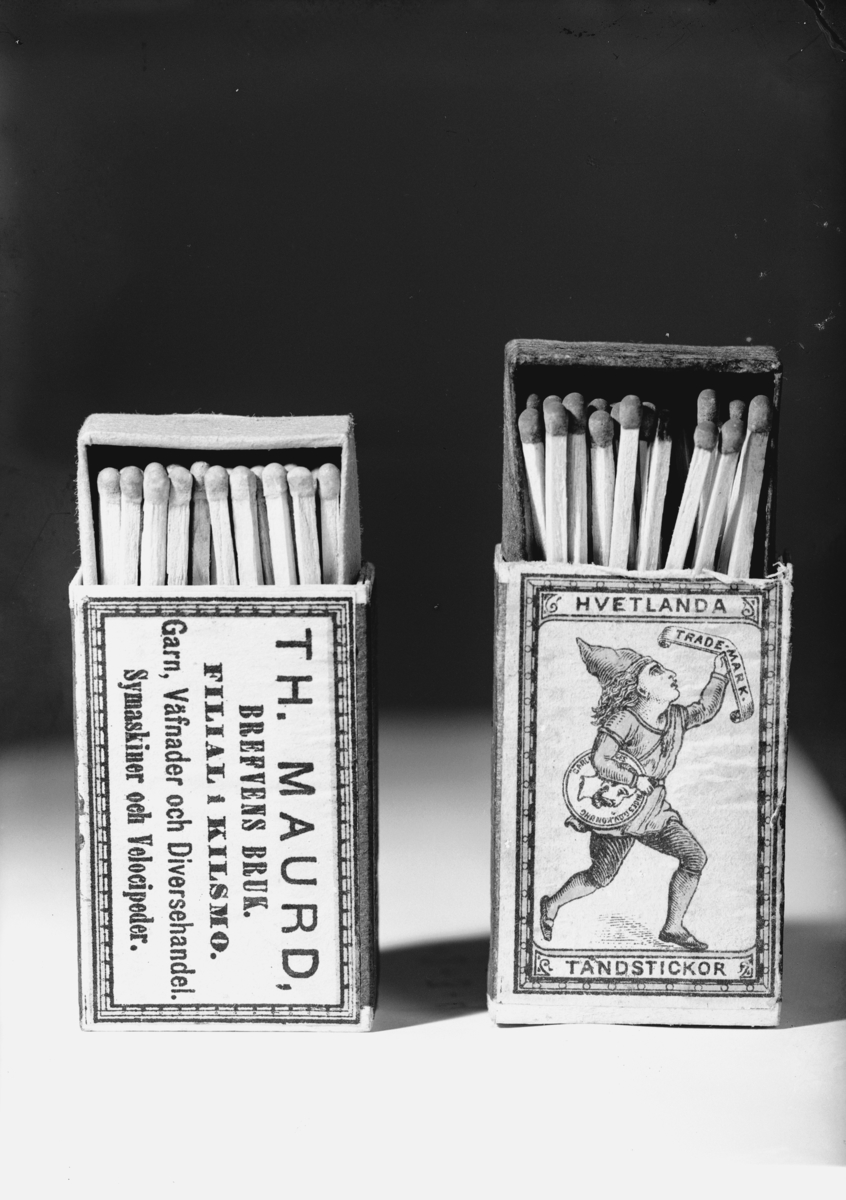 TH. MAURD,
BREFVENS BRUK.
FILIAL i KILSMO.
Garn, Väfnader och Diversehandel.
Symaskiner och Velocipeder.
HVETLANDA
TRADE-MARK.
TÄNDSTICKOR